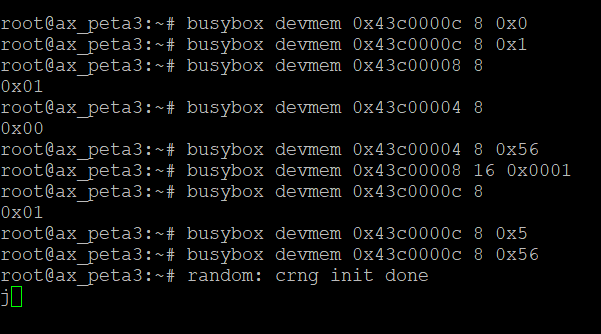 root@ax_peta3:~# busybox devmem 0x43c0000c 8 0x0
root@ax_peta3:~# busybox devmem 0x43c0000c 8 0x1
root@ax_peta3:~# busybox devmem 0x43c00008 8
0x01
root@ax_peta3:~# busybox devmem 0x43c00004 8
0x00
root@ax_peta3:~# busybox devmem 0x43c00004 8 0x56
root@ax_peta3:~# busybox devmem 0x43c00008 16 0x0001
root@ax_peta3:~# busybox devmem 0x43c0000c 8
0x01
root@ax_peta3:~# busybox devmem 0x43c0000c 8 0x5
root@ax_peta3:~# busybox devmem 0x43c0000c 8 0x56
root@ax_peta3:~# random: crng init done
j